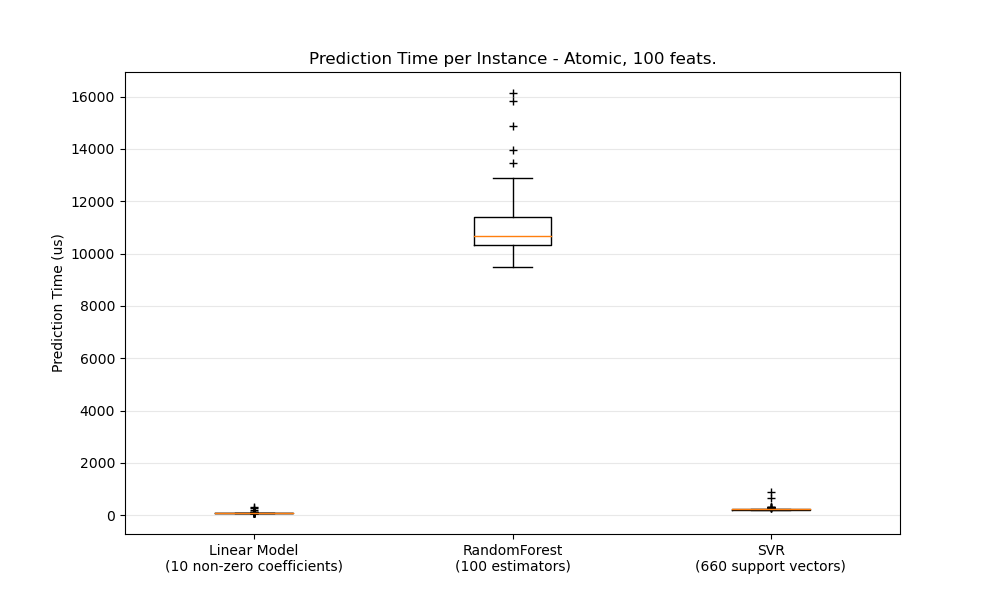 Prediction Time per Instance - Atomic, 100 feats.
Prediction Time (us)
16000
14000
12000
10000
8000
6000
4000
2000
0
Linear Model
(10 non-zero coefficients)
RandomForest
(100 estimators)
SVR
(660 support vectors)